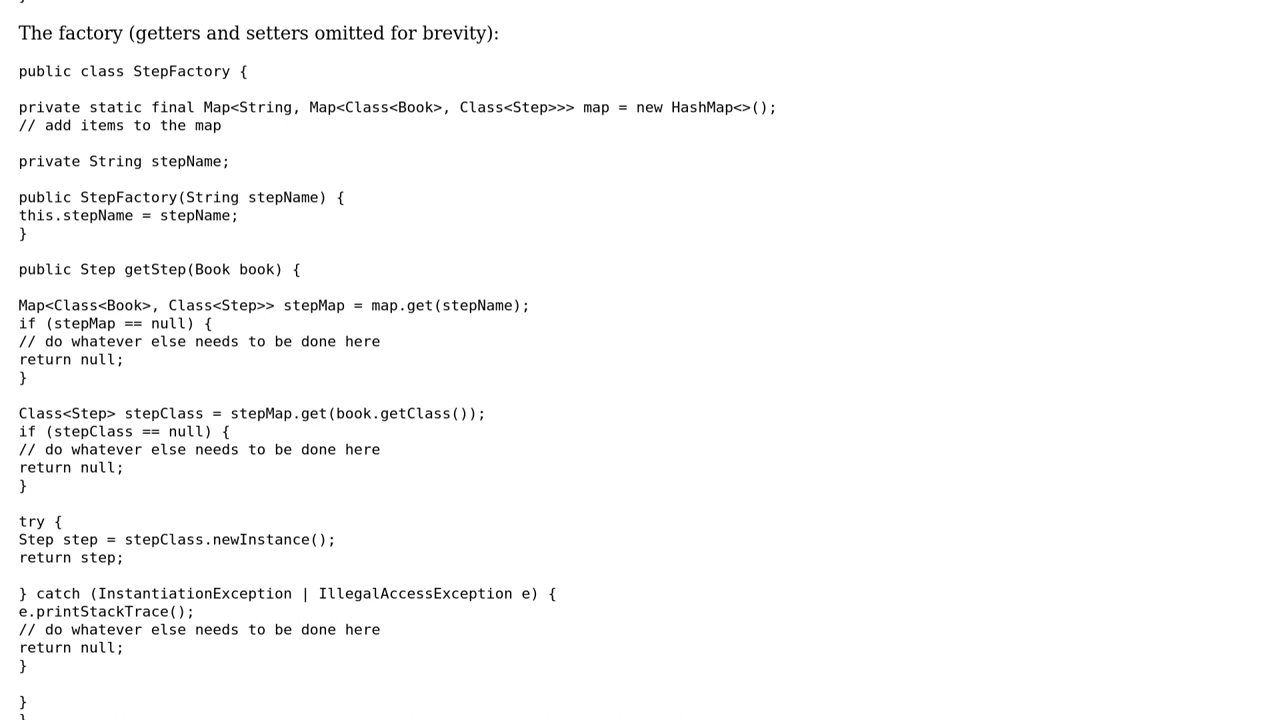 }
The factory (getters and setters omitted for brevity):
public class StepFactory {
private static final Map<String, Map<Class<Book>, Class<Step>>> map = new HashMap<>();
// add items to the map
private String stepName;
public StepFactory(String stepName) {
this.stepName = stepName;
}
public Step getStep(Book book) {
Map<Class<Book>, Class<Step>> stepMap = map.get(stepName);
if (stepMap == null) {
// do whatever else needs to be done here
return null;
}
Class<Step> stepClass = stepMap.get(book.getClass());
if (stepClass == null) {
// do whatever else needs to be done here
return null;
}
try {
Step step = stepClass.newInstance();
return step;
} catch (InstantiationException | IllegalAccessException e) {
e.printStackTrace();
// do whatever else needs to be done here
return null;
}
}
}